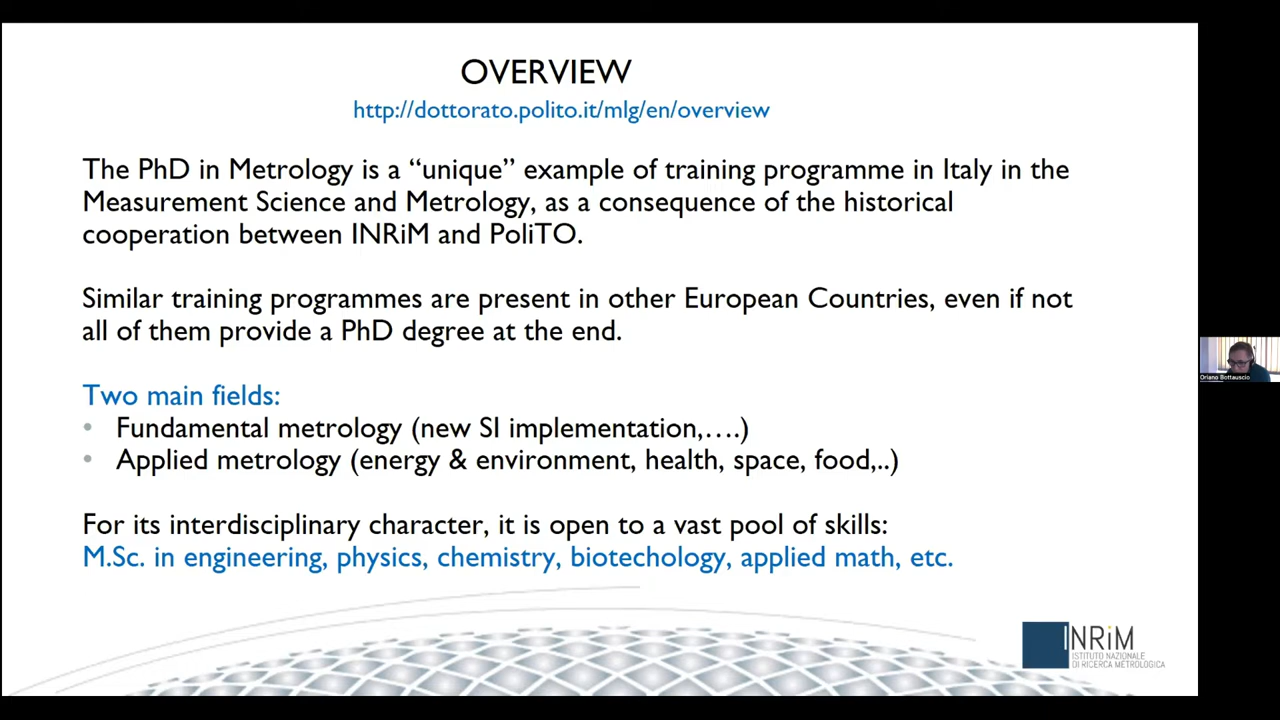 OVERVIEW
http://dottorato.polito.it/mlg/en/overview
The PhD in Metrology is a “unique” example of training programme in Italy in the
Measurement Science and Metrology, as a consequence of the historical
cooperation between INRiM and PoliTO.
Similar training programmes are present in other European Countries, even if not
all of them provide a PhD degree at the end.
Two main fields:
• Fundamental metrology (new SI implementation,….)
• Applied metrology (energy & environment, health, space, food,..)
For its interdisciplinary character, it is open to a vast pool of skills:
M.Sc. in engineering, physics, chemistry, biotechology, applied math, etc.
Oriano Bottauscio
INRiM
ISTITUTO NAZIONALE
DI RICERCA METROLOGICA